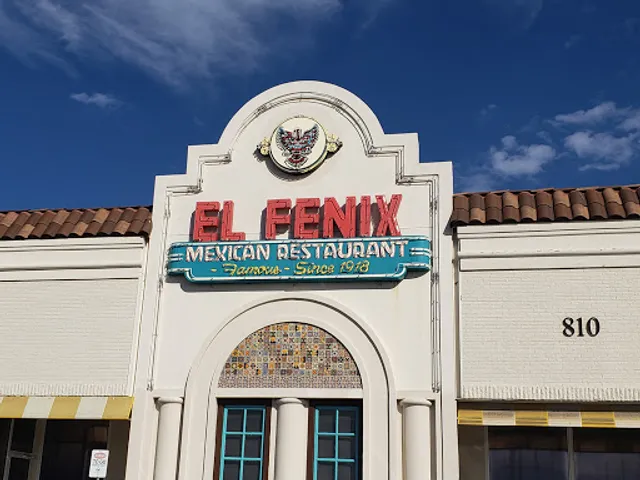 EL FENIX
MEXICAN RESTAURANT
- Famous - Since 1918
810